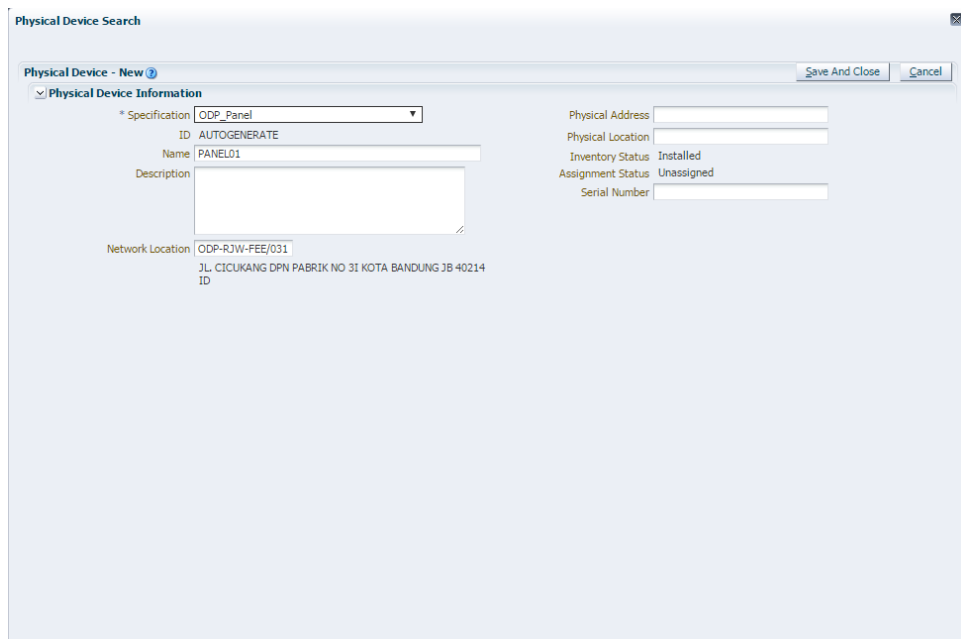 Physical Device Search
Physical Device - New
Save And Close
Cancel
Physical Device Information
* Specification ODP_Panel
ID AUTOGENERATE
Name PANEL01
Description
Network Location ODP-RJW-FEE/031
JL. CICUKANG DPN PABRIK NO 3I KOTA BANDUNG JB 40214
ID
Physical Address
Physical Location
Inventory Status Installed
Assignment Status Unassigned
Serial Number